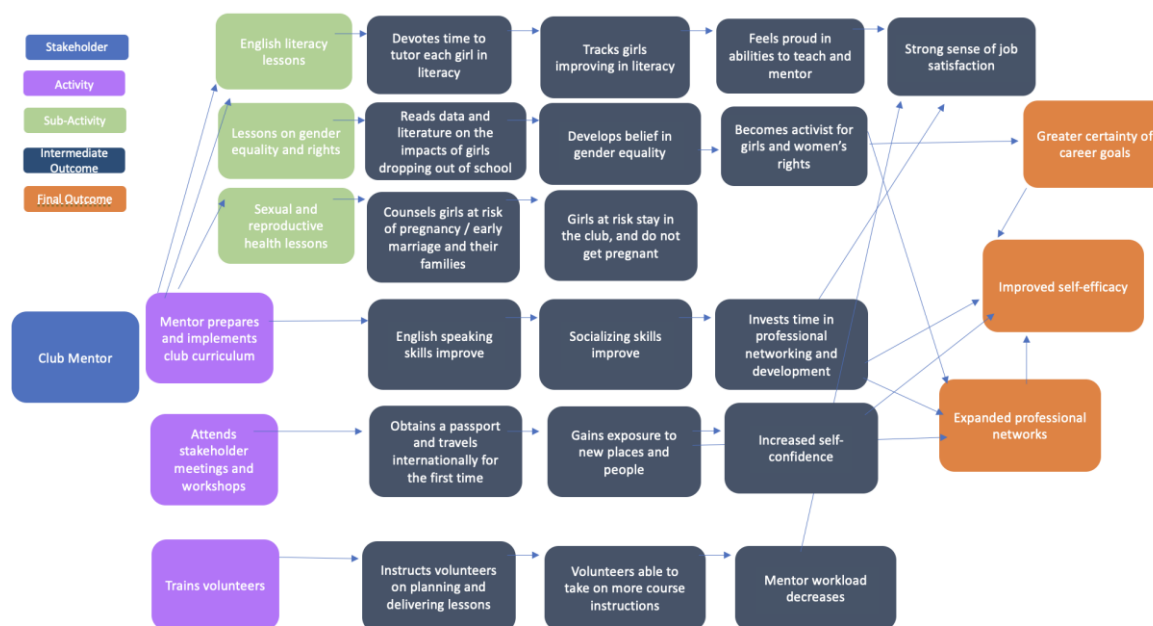 Stakeholder
Activity
Sub-Activity
Intermediate
Outcome
Final Outcome
English literacy
lessons
Devotes time to
tutor each girl in
literacy
Tracks girls
improving in literacy
Feels proud in
abilities to teach and
mentor
Strong sense of job
satisfaction
Lessons on gender
equality and rights
Reads data and
literature on the
impacts of girls
dropping out of school
Develops belief in
gender equality
Becomes activist for
girls and women's
rights
Greater certainty of
career goals
Sexual and
reproductive
health lessons
Counsels girls at risk
of pregnancy / early
marriage and their
families
Girls at risk stay in
the club, and do not
get pregnant
Improved self-efficacy
Club Mentor
Mentor prepares
and implements
club curriculum
English speaking
skills improve
Socializing skills
improve
Invests time in
professional
networking and
development
Expanded professional
networks
Attends
stakeholder
meetings and
workshops
Obtains a passport
and travels
internationally for
the first time
Gains exposure to
new places and
people
Increased self-
confidence
Trains volunteers
Instructs volunteers
on planning and
delivering lessons
Volunteers able to
take on more course
instructions
Mentor workload
decreases